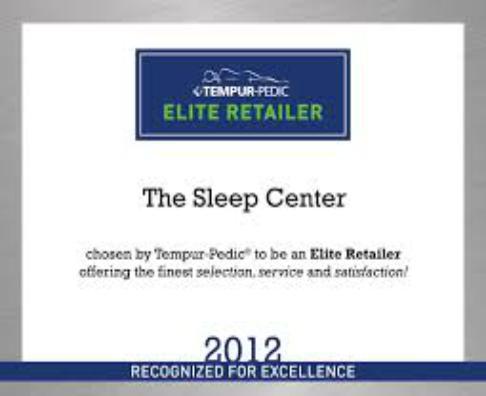 TEMPUR-PEDIC
ELITE RETAILER
The Sleep Center
chosen by Tempur-Pedic® to be an Elite Retailer
offering the finest selection, service and satisfaction!
2012
RECOGNIZED FOR EXCELLENCE